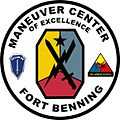 MANEUVER CENTER
OF EXCELLENCE
FORT BENNING